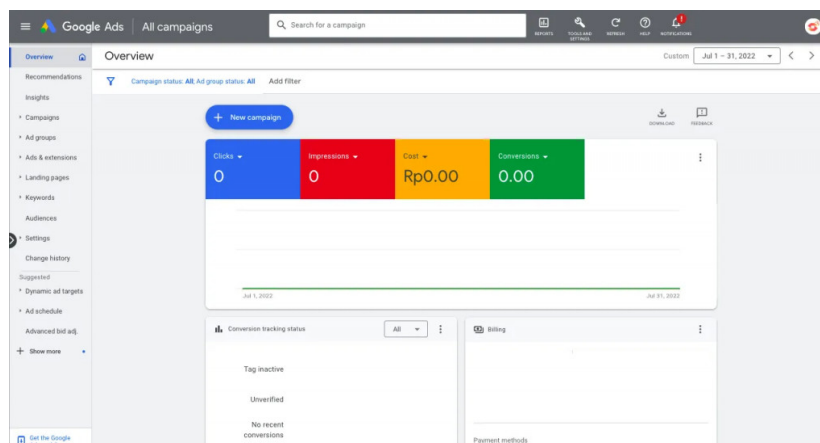 Google Ads | All campaigns
Search for a campaign
REPORTS
TOOLS AND SETTINGS
REFRESH
HELP
NOTIFICATIONS
Overview
Recommendations
Insights
Campaigns
Ad groups
Ads & extensions
Landing pages
Keywords
Audiences
Settings
Change history
Suggested
Dynamic ad targets
Ad schedule
Advanced bid adj.
Show more
Get the Google
Overview
Custom
Jul 1 – 31, 2022
Campaign status: All; Ad group status: All
Add filter
New campaign
DOWNLOAD
FEEDBACK
Clicks
0
Impressions
0
Cost
Rp0.00
Conversions
0.00
Jul 1, 2022
Jul 31, 2022
Conversion tracking status
All
Tag inactive
Unverified
No recent
conversions
Billing
Payment methods